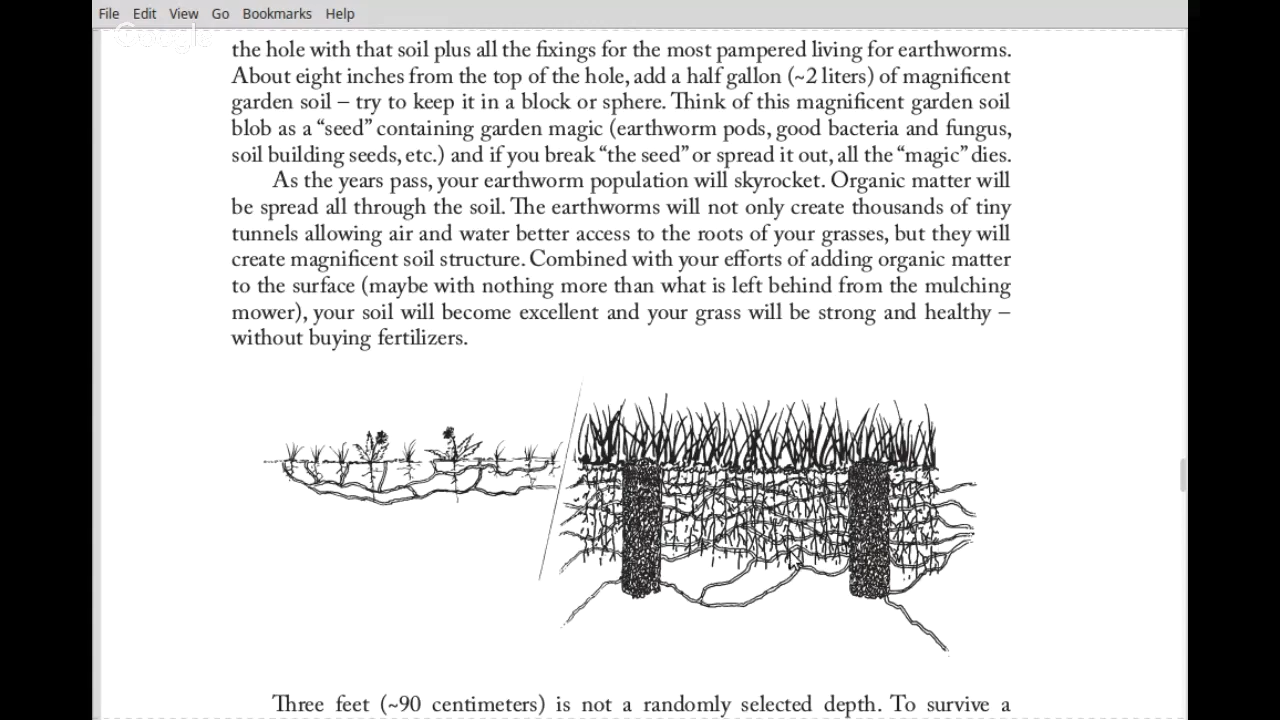 File Edit View Go Bookmarks Help
Google
the hole with that soil plus all the fixings for the most pampered living for earthworms.
About eight inches from the top of the hole, add a half gallon (~2 liters) of magnificent
garden soil – try to keep it in a block or sphere. Think of this magnificent garden soil
blob as a “seed” containing garden magic (earthworm pods, good bacteria and fungus,
soil building seeds, etc.) and if you break “the seed” or spread it out, all the “magic” dies.
As the years pass, your earthworm population will skyrocket. Organic matter will
be spread all through the soil. The earthworms will not only create thousands of tiny
tunnels allowing air and water better access to the roots of your grasses, but they will
create magnificent soil structure. Combined with your efforts of adding organic matter
to the surface (maybe with nothing more than what is left behind from the mulching
mower), your soil will become excellent and your grass will be strong and healthy –
without buying fertilizers.
Three feet (~90 centimeters) is not a randomly selected depth. To survive a